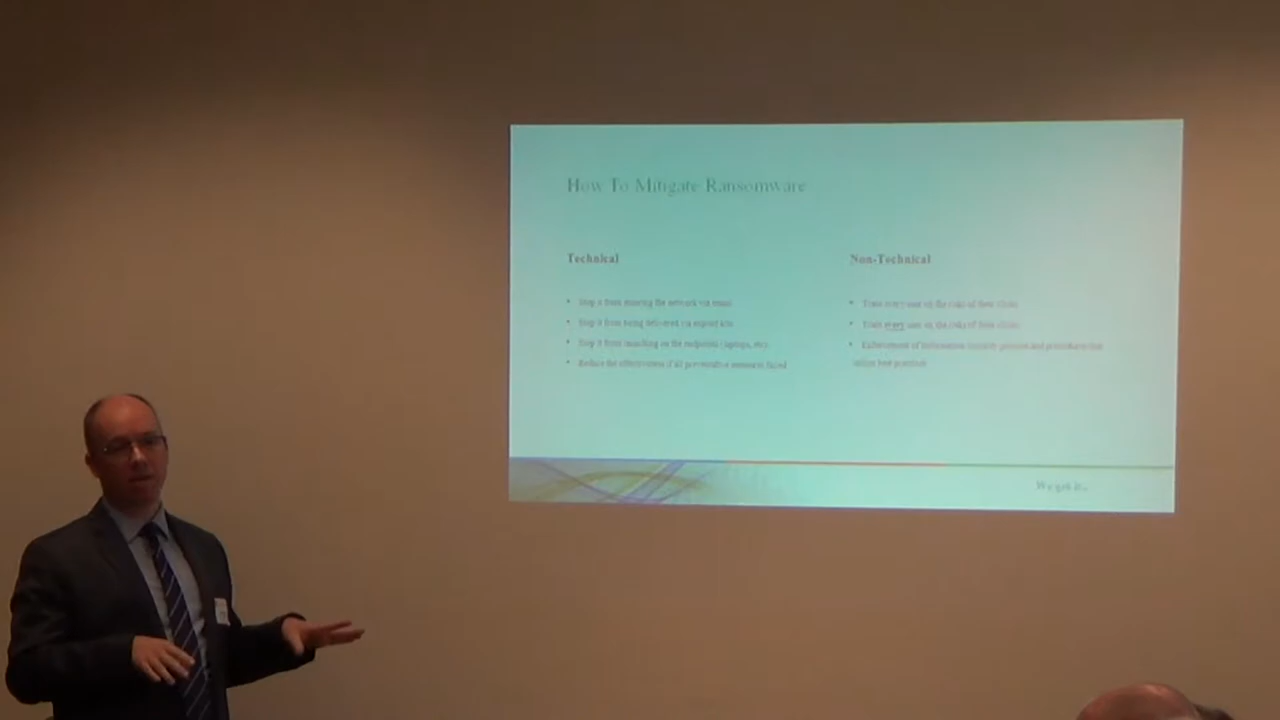 How To Mitigate Ransomware
Technical
Non-Technical
• Stop it from entering the network via email
• Stop it from being delivered via exploit kits
• Stop it from launching on the endpoints (laptops, etc)
• Reduce the effectiveness if all preventative measures failed
• Train every user on the risks of their clicks
• Train every user on the risks of their clicks
• Enforcement of information security policies and procedures that
utilize best practices
We get it.